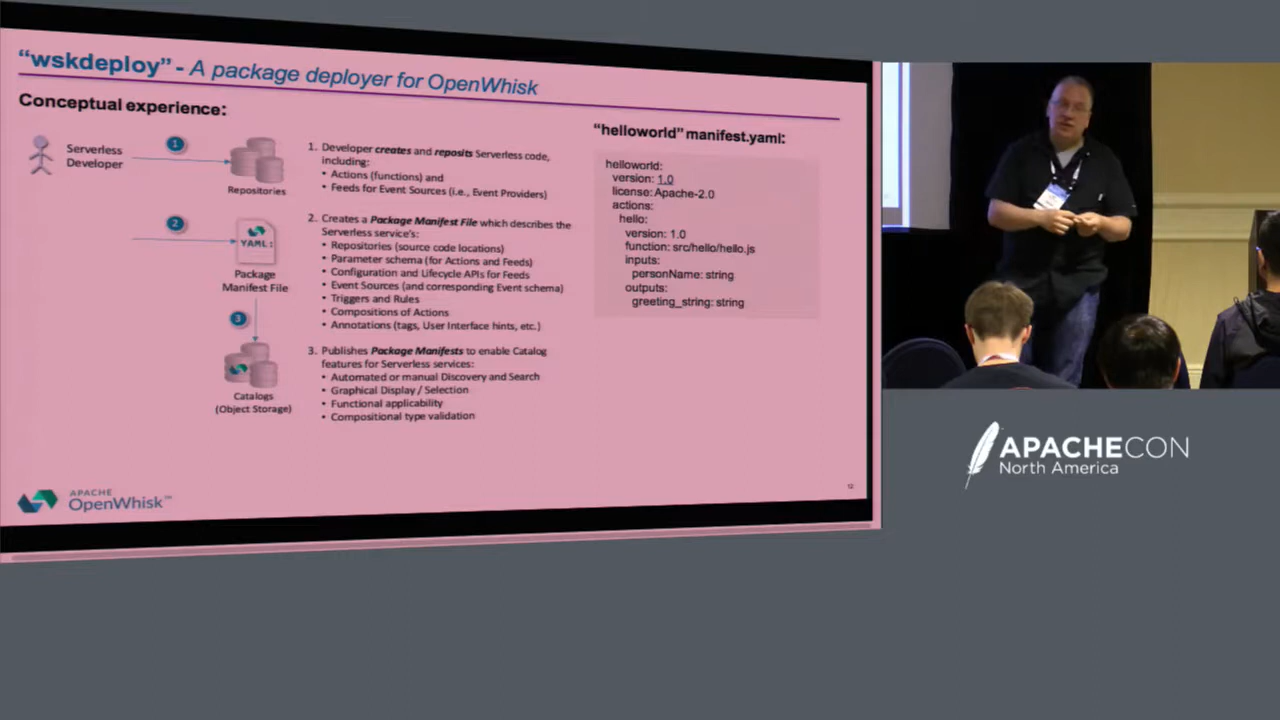 “wskdeploy” - A package deployer for OpenWhisk
Conceptual experience:
Serverless
Developer
1
Repositories
2
YAML:
Package
Manifest File
3
Catalogs
(Object Storage)
1. Developer creates and reposits Serverless code,
including:
• Actions (functions) and
• Feeds for Event Sources (i.e., Event Providers)
2. Creates a Package Manifest File which describes the
Serverless service's:
• Repositories (source code locations)
• Parameter schema (for Actions and Feeds)
• Configuration and Lifecycle APIs for Feeds
• Event Sources (and corresponding Event schema)
• Triggers and Rules
• Compositions of Actions
• Annotations (tags, User Interface hints, etc.)
3. Publishes Package Manifests to enable Catalog
features for Serverless services:
• Automated or manual Discovery and Search
• Graphical Display / Selection
• Functional applicability
• Compositional type validation
“helloworld” manifest.yaml:
helloworld:
version: 1.0
license: Apache-2.0
actions:
hello:
version: 1.0
function: src/hello/hello.js
inputs:
personName: string
outputs:
greeting_string: string
APACHE
OpenWhisk™
12
APACHECON
North America